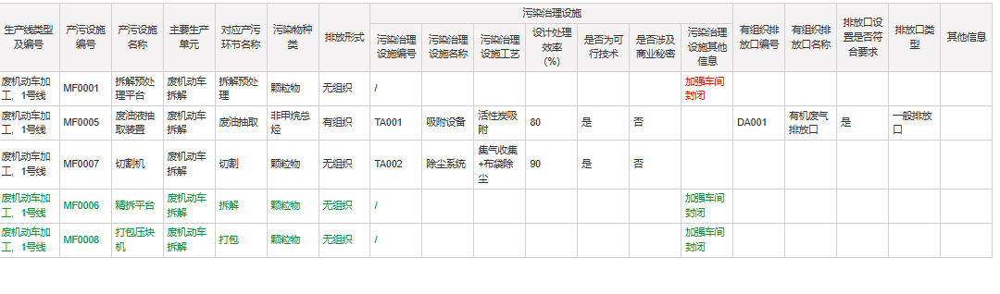 污染治理设施
生产线类型及编号 产污设施编号 产污设施名称 主要生产单元 对应产污环节名称 污染物种类 排放形式 污染治理设施编号 污染治理设施名称 污染治理设施工艺 设计处理效率(%) 是否为可行技术 是否涉及商业秘密 污染治理设施其他信息 有组织排放口编号 有组织排放口名称 排放口设置是否符合要求 排放口类型 其他信息
废机动车加工，1号线 MF0001 拆解预处理平台 废机动车拆解 拆解预处理 颗粒物 无组织 / 加强车间封闭
废机动车加工，1号线 MF0005 废油液抽取装置 废机动车拆解 废油抽取 非甲烷总烃 有组织 TA001 吸附设备 活性炭吸附 80 是 否 DA001 有机废气排放口 是 一般排放口
废机动车加工，1号线 MF0007 切割机 废机动车拆解 切割 颗粒物 无组织 TA002 除尘系统 集气收集+布袋除尘 90 是 否
废机动车加工，1号线 MF0006 精拆平台 废机动车拆解 拆解 颗粒物 无组织 / 加强车间封闭
废机动车加工，1号线 MF0008 打包压块机 废机动车拆解 打包 颗粒物 无组织 / 加强车间封闭